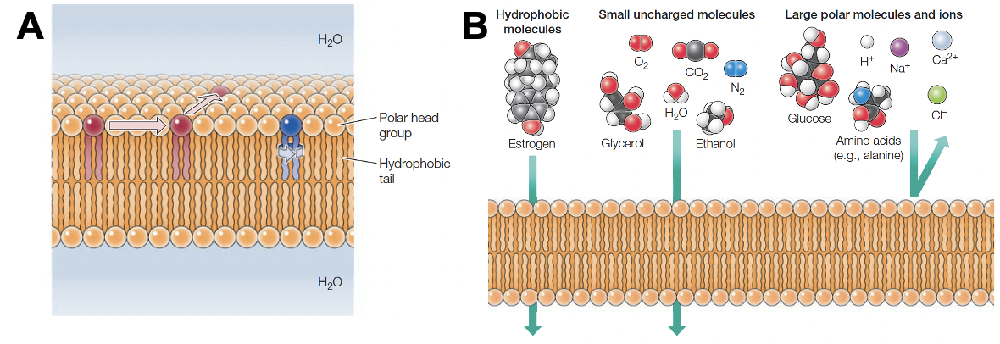 A
H₂O
Polar head
group
Hydrophobic
tail
H₂O
B
Hydrophobic
molecules
Small uncharged molecules
Large polar molecules and ions
O₂
CO₂
N₂
H₂O
Estrogen
Glycerol
Ethanol
H⁺
Na⁺
Ca²⁺
Cl⁻
Glucose
Amino acids
(e.g., alanine)